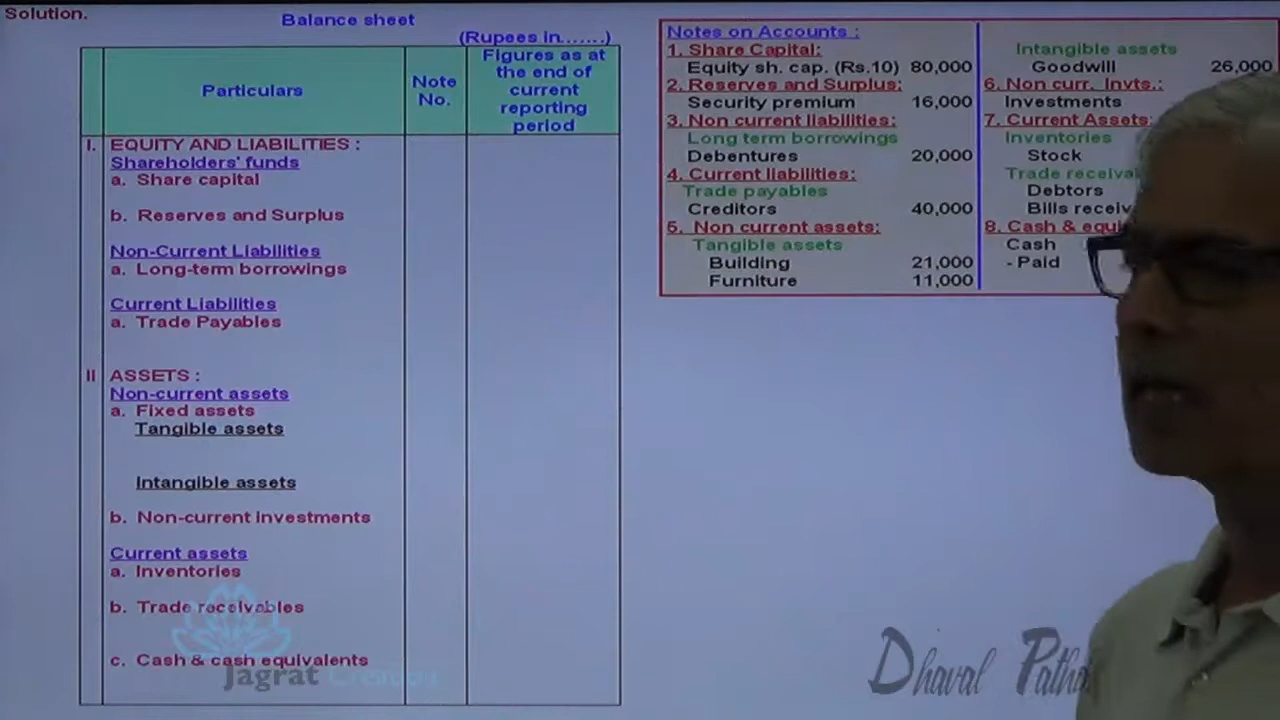 Solution.
Balance sheet
(Rupees in.......)
Particulars
Note No.
Figures as at
the end of
current
reporting
period
I. EQUITY AND LIABILITIES :
Shareholders' funds
a. Share capital
b. Reserves and Surplus
Non-Current Liabilities
a. Long-term borrowings
Current Liabilities
a. Trade Payables
II ASSETS :
Non-current assets
a. Fixed assets
Tangible assets
Intangible assets
b. Non-current Investments
Current assets
a. Inventories
b. Trade receivables
c. Cash & cash equivalents
Notes on Accounts :
1. Share Capital:
Equity sh. cap. (Rs.10) 80,000
2. Reserves and Surplus:
Security premium 16,000
3. Non current liabilities:
Long term borrowings
Debentures 20,000
4. Current liabilities:
Trade payables
Creditors 40,000
5. Non current assets:
Tangible assets
Building 21,000
Furniture 11,000
Intangible assets
Goodwill 26,000
6. Non curr. Invts.:
Investments
7. Current Assets:
Inventories
Stock
Trade
Debtors
Bills
8. Cash &
Cash
- Paid
Jagrat Creation
Dhaval